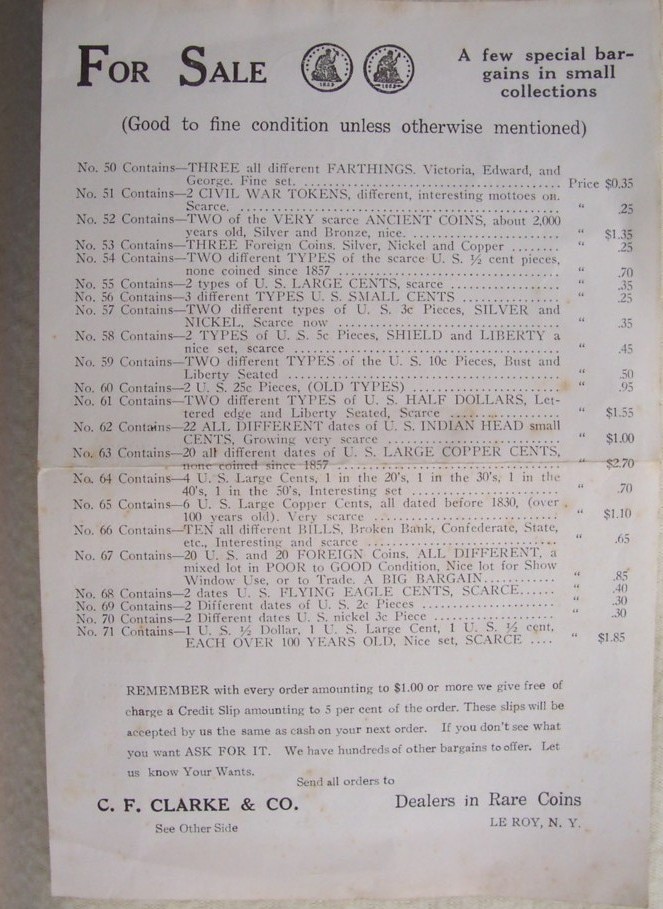 FOR SALE
A few special bar-
gains in small
collections
1853
1853
(Good to fine condition unless otherwise mentioned)
No. 50 Contains—THREE all different FARTHINGS. Victoria, Edward, and
George. Fine set. .......... Price $0.35
No. 51 Contains—2 CIVIL WAR TOKENS, different, interesting mottoes on.
Scarce. .......... " .25
No. 52 Contains—TWO of the VERY scarce ANCIENT COINS, about 2,000
years old, Silver and Bronze, nice. .......... " $1.35
No. 53 Contains—THREE Foreign Coins. Silver, Nickel and Copper ........ " .25
No. 54 Contains—TWO different TYPES of the scarce U. S. ½ cent pieces,
none coined since 1857 .......... " .70
No. 55 Contains—2 types of U. S. LARGE CENTS, scarce .......... " .35
No. 56 Contains—3 different TYPES U. S. SMALL CENTS .......... " .25
No. 57 Contains—TWO different types of U. S. 3c Pieces, SILVER and
NICKEL, Scarce now .......... " .35
No. 58 Contains—2 TYPES of U. S. 5c Pieces, SHIELD and LIBERTY a
nice set, scarce .......... " .45
No. 59 Contains—TWO different TYPES of the U. S. 10c Pieces, Bust and
Liberty Seated .......... " .50
No. 60 Contains—2 U. S. 25c Pieces, (OLD TYPES) .......... " .95
No. 61 Contains—TWO different TYPES of U. S. HALF DOLLARS, Let-
tered edge and Liberty Seated, Scarce .......... " $1.55
No. 62 Contains—22 ALL DIFFERENT dates of U. S. INDIAN HEAD small
CENTS, Growing very scarce .......... " $1.00
No. 63 Contains—20 all different dates of U. S. LARGE COPPER CENTS,
none coined since 1857 .......... " $2.70
No. 64 Contains—4 U. S. Large Cents, 1 in the 20's, 1 in the 30's, 1 in the
40's, 1 in the 50's, Interesting set .......... " .70
No. 65 Contains—6 U. S. Large Copper Cents, all dated before 1830, (over
100 years old). Very scarce .......... " $1.10
No. 66 Contains—TEN all different BILLS, Broken Bank, Confederate, State,
etc., Interesting and scarce .......... " .65
No. 67 Contains—20 U. S. and 20 FOREIGN Coins, ALL DIFFERENT, a
mixed lot in POOR to GOOD Condition, Nice lot for Show
Window Use, or to Trade. A BIG BARGAIN.......... " .85
No. 68 Contains—2 dates U. S. FLYING EAGLE CENTS, SCARCE...... " .40
No. 69 Contains—2 Different dates of U. S. 2c Pieces .......... " .30
No. 70 Contains—2 Different dates U. S. nickel 3c Piece .......... " .30
No. 71 Contains—1 U. S. ½ Dollar, 1 U. S. Large Cent, 1 U. S. ½ cent,
EACH OVER 100 YEARS OLD, Nice set, SCARCE .... " $1.85
REMEMBER with every order amounting to $1.00 or more we give free of
charge a Credit Slip amounting to 5 per cent of the order. These slips will be
accepted by us the same as cash on your next order. If you don't see what
you want ASK FOR IT. We have hundreds of other bargains to offer. Let
us know Your Wants.
Send all orders to
C. F. CLARKE & CO. Dealers in Rare Coins
See Other Side LE ROY, N. Y.